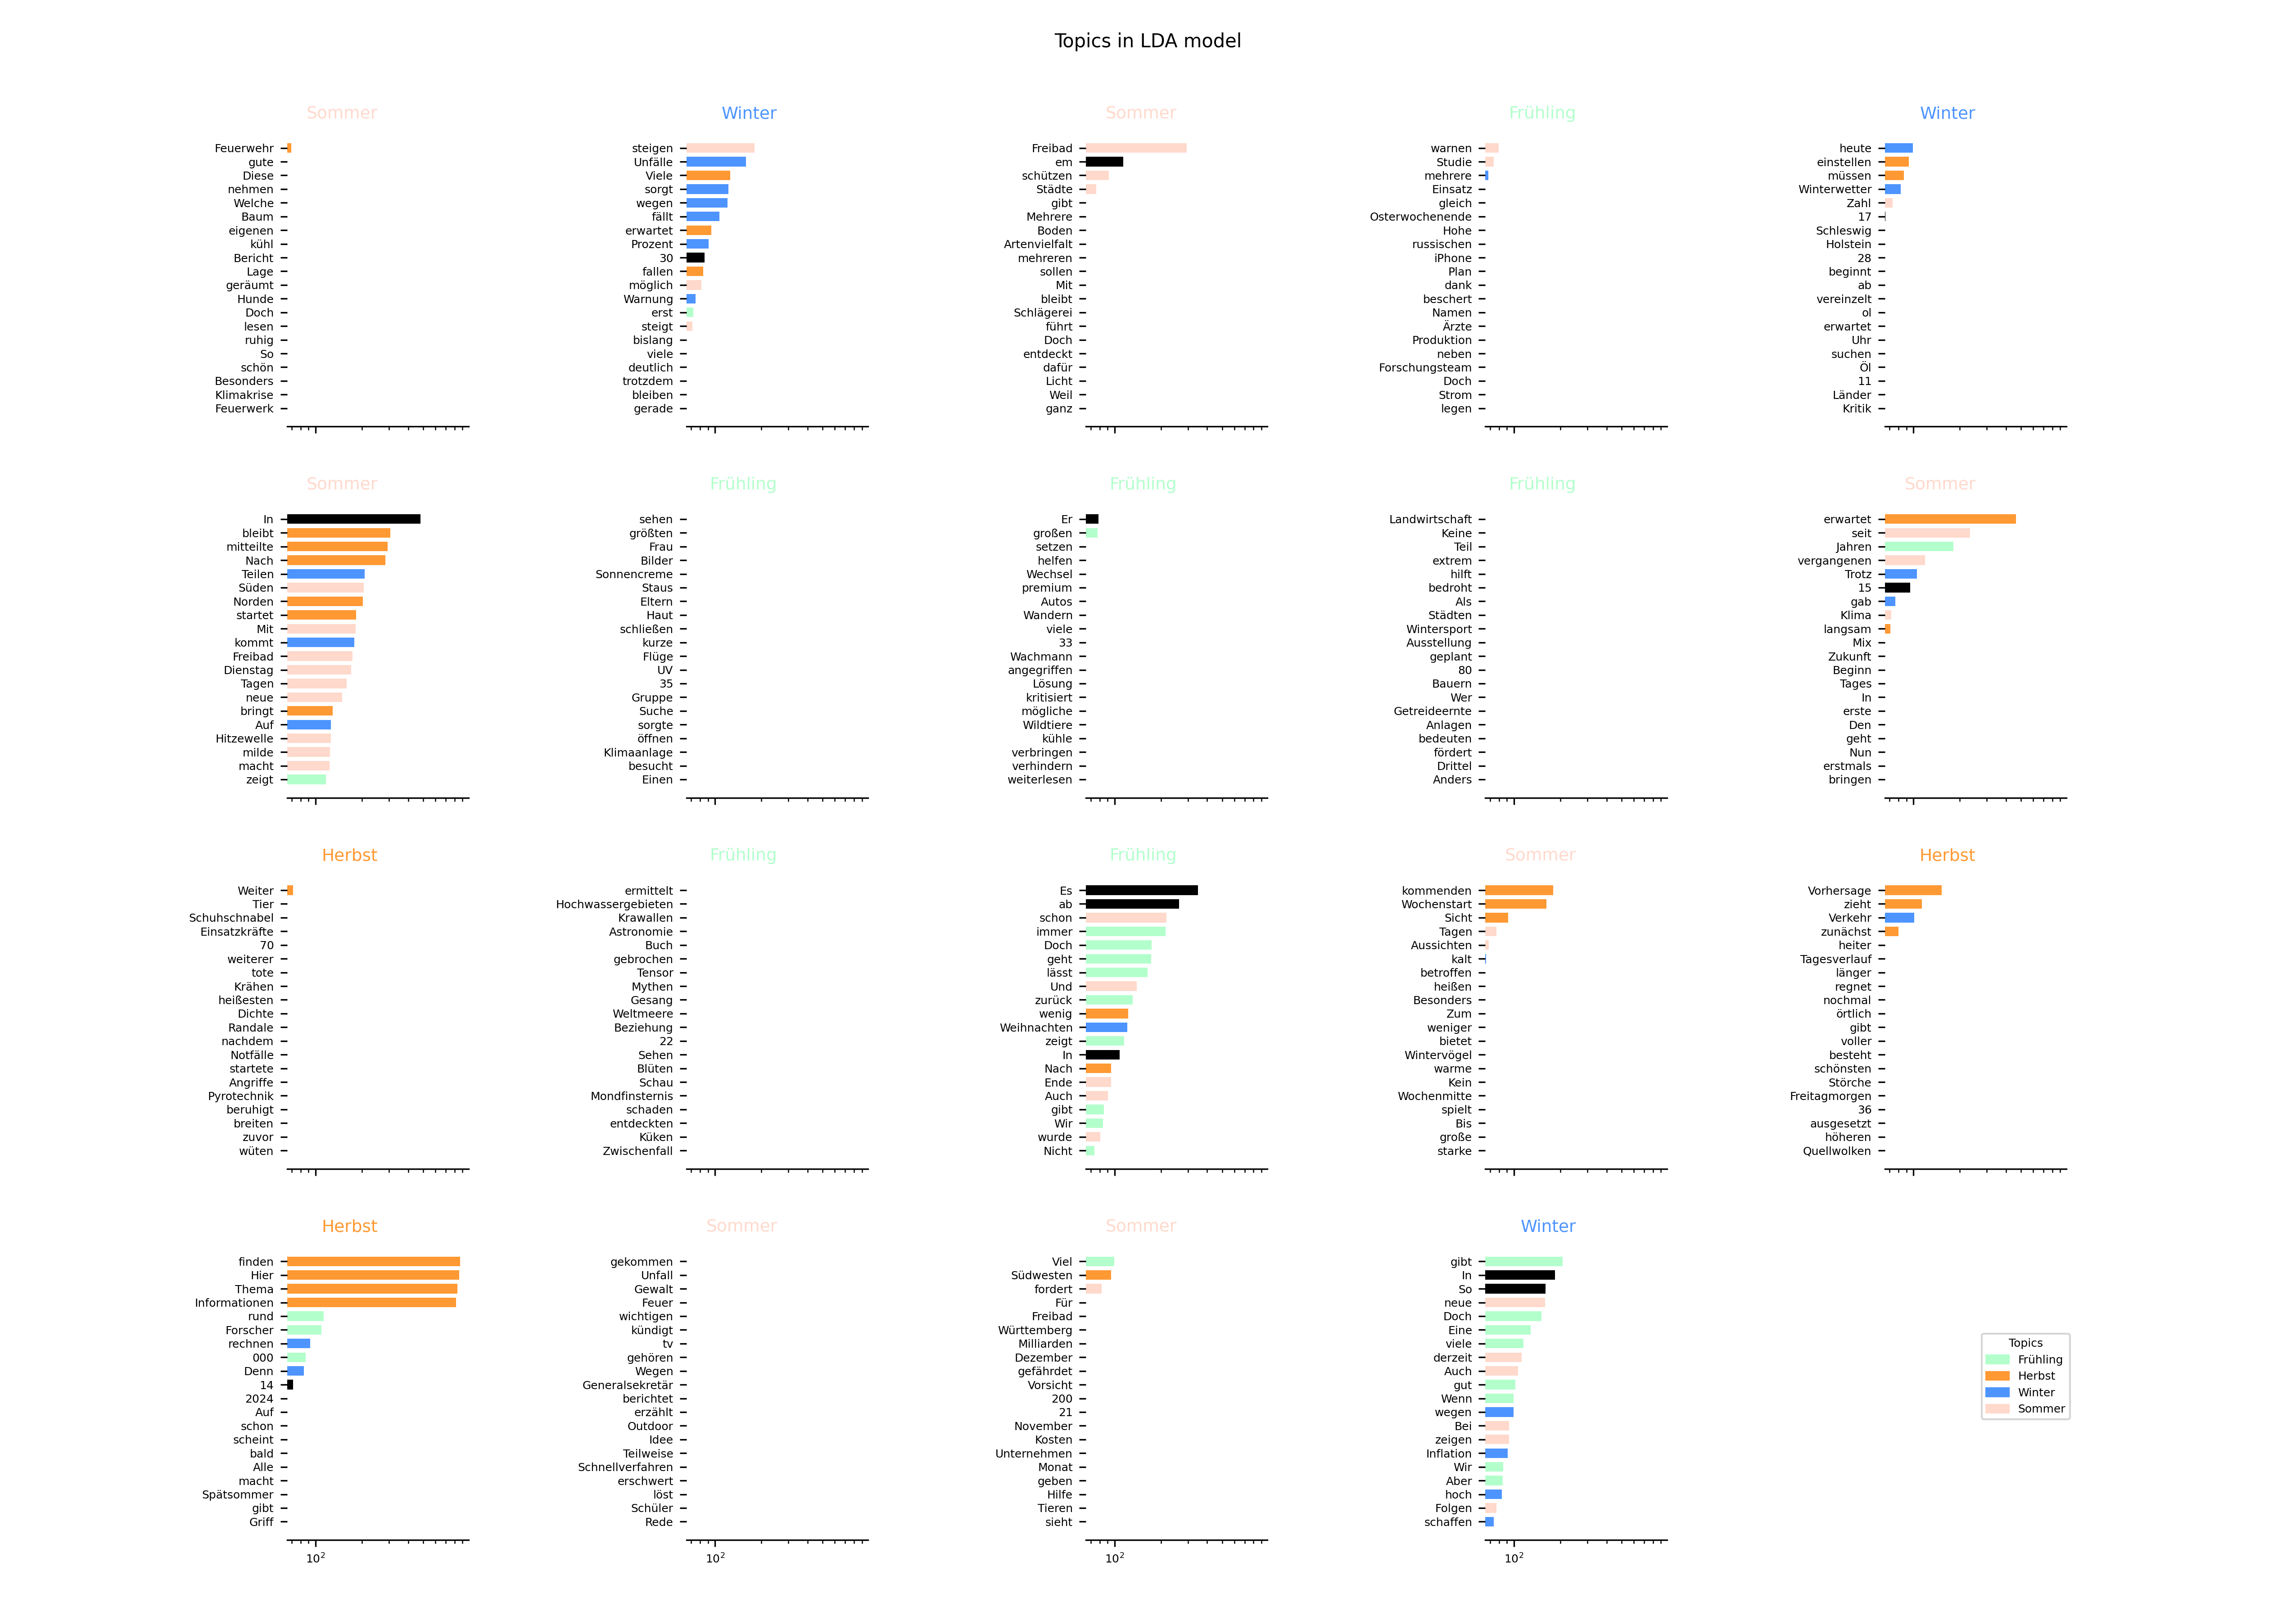 Topics in LDA model
Sommer
Feuerwehr
gute
Diese
nehmen
Welche
Baum
eigenen
kühl
Bericht
Lage
geräumt
Hunde
Doch
lesen
ruhig
So
schön
Besonders
Klimakrise
Feuerwerk
Winter
steigen
Unfälle
Viele
sorgt
wegen
fällt
erwartet
Prozent
30
fallen
möglich
Warnung
erst
steigt
bislang
viele
deutlich
trotzdem
bleiben
gerade
Sommer
Freibad
em
schützen
Städte
gibt
Mehrere
Boden
Artenvielfalt
mehreren
sollen
Mit
bleibt
Schlägerei
führt
Doch
entdeckt
dafür
Licht
Weil
ganz
Frühling
warnen
Studie
mehrere
Einsatz
gleich
Osterwochenende
Hohe
russischen
iPhone
Plan
dank
beschert
Namen
Ärzte
Produktion
neben
Forschungsteam
Doch
Strom
legen
Winter
heute
einstellen
müssen
Winterwetter
Zahl
17
Schleswig
Holstein
28
beginnt
ab
vereinzelt
ol
erwartet
Uhr
suchen
Öl
11
Länder
Kritik
Sommer
In
bleibt
mitteilte
Nach
Teilen
Süden
Norden
startet
Mit
kommt
Freibad
Dienstag
Tagen
neue
bringt
Auf
Hitzewelle
milde
macht
zeigt
Frühling
sehen
größten
Frau
Bilder
Sonnencreme
Staus
Eltern
Haut
schließen
kurze
Flüge
UV
35
Gruppe
Suche
sorgte
öffnen
Klimaanlage
besucht
Einen
Frühling
Er
großen
setzen
helfen
Wechsel
premium
Autos
Wandern
viele
33
Wachmann
angegriffen
Lösung
kritisiert
mögliche
Wildtiere
kühle
verbringen
verhindern
weiterlesen
Frühling
Landwirtschaft
Keine
Teil
extrem
hilft
bedroht
Als
Städten
Wintersport
Ausstellung
geplant
80
Bauern
Wer
Getreideernte
Anlagen
bedeuten
fördert
Drittel
Anders
Sommer
erwartet
seit
Jahren
vergangenen
Trotz
15
gab
Klima
langsam
Mix
Zukunft
Beginn
Tages
In
erste
Den
geht
Nun
erstmals
bringen
Herbst
Weiter
Tier
Schuhschnabel
Einsatzkräfte
70
weiterer
tote
Krähen
heißesten
Dichte
Randale
nachdem
Notfälle
startete
Angriffe
Pyrotechnik
beruhigt
breiten
zuvor
wüten
Frühling
ermittelt
Hochwassergebieten
Krawallen
Astronomie
Buch
gebrochen
Tensor
Mythen
Gesang
Weltmeere
Beziehung
22
Sehen
Blüten
Schau
Mondfinsternis
schaden
entdeckten
Küken
Zwischenfall
Frühling
Es
ab
schon
immer
Doch
geht
lässt
Und
zurück
wenig
Weihnachten
zeigt
In
Nach
Ende
Auch
gibt
Wir
wurde
Nicht
Sommer
kommenden
Wochenstart
Sicht
Tagen
Aussichten
kalt
betroffen
heißen
Besonders
Zum
weniger
bietet
Wintervögel
warme
Kein
Wochenmitte
spielt
Bis
große
starke
Herbst
Vorhersage
zieht
Verkehr
zunächst
heiter
Tagesverlauf
länger
regnet
nochmal
örtlich
gibt
voller
besteht
schönsten
Störche
Freitagmorgen
36
ausgesetzt
höheren
Quellwolken
Herbst
finden
Hier
Thema
Informationen
rund
Forscher
rechnen
000
Denn
14
2024
Auf
schon
scheint
bald
Alle
macht
Spätsommer
gibt
Griff
10²
Sommer
gekommen
Unfall
Gewalt
Feuer
wichtigen
kündigt
tv
gehören
Wegen
Generalsekretär
berichtet
erzählt
Outdoor
Idee
Teilweise
Schnellverfahren
erschwert
löst
Schüler
Rede
10²
Sommer
Viel
Südwesten
fordert
Für
Freibad
Württemberg
Milliarden
Dezember
gefährdet
Vorsicht
200
21
November
Kosten
Unternehmen
Monat
geben
Hilfe
Tieren
sieht
10²
Winter
gibt
In
So
neue
Doch
Eine
viele
derzeit
Auch
gut
Wenn
wegen
Bei
zeigen
Inflation
Wir
Aber
hoch
Folgen
schaffen
10²
Topics
Frühling
Herbst
Winter
Sommer